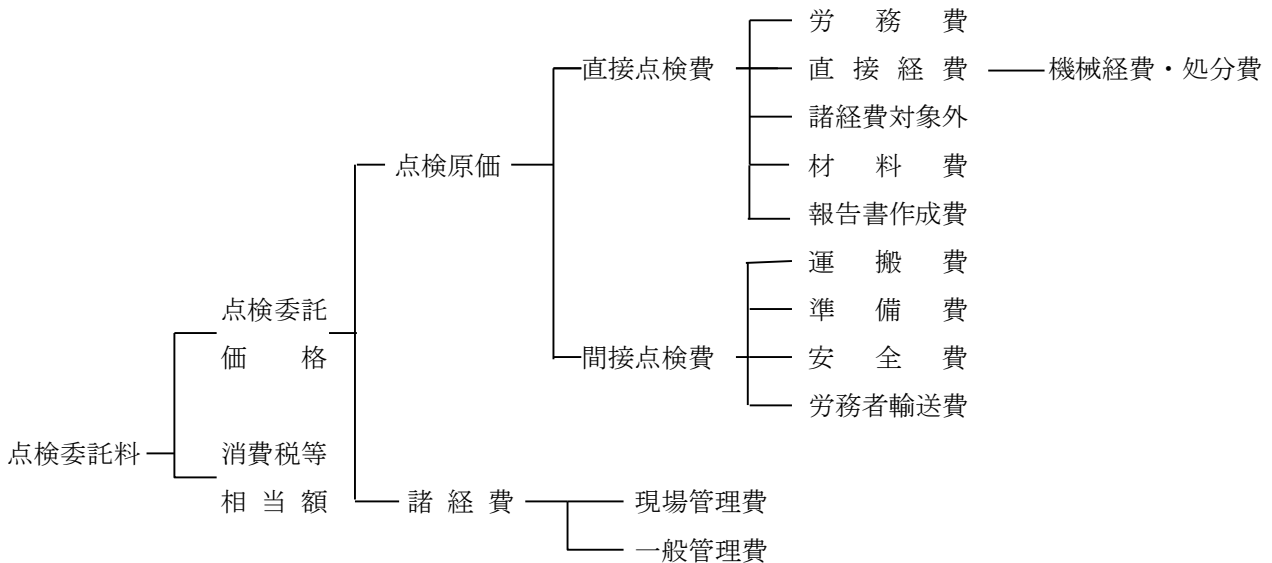 労務費
直接点検費 直接経費 機械経費・処分費
諸経費対象外
点検原価 材料費
報告書作成費
運搬費
点検委託 準備費
価格 間接点検費 安全費
労務者輸送費
点検委託料 消費税等
相当額 諸経費 現場管理費
一般管理費